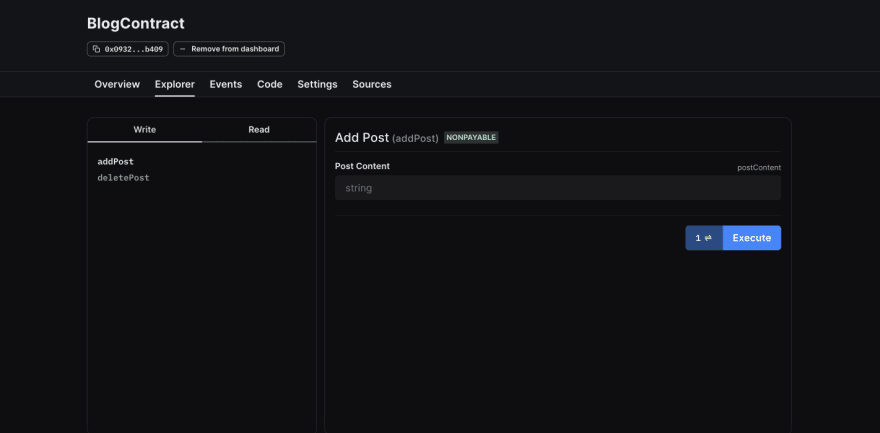 BlogContract
0x0932...b409 — Remove from dashboard
Overview Explorer Events Code Settings Sources
Write Read
addPost
deletePost
Add Post (addPost) NONPAYABLE
Post Content postContent
string
1 ⇌ Execute